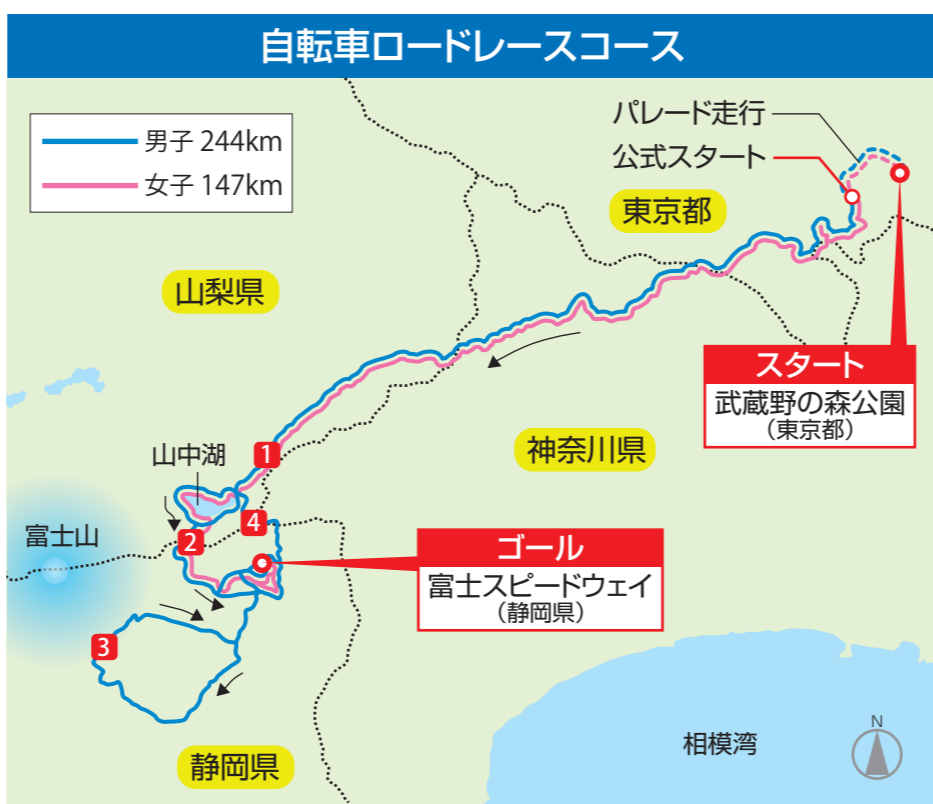 自転車ロードレースコース
男子 244km
女子 147km
パレード走行
公式スタート
東京都
山梨県
スタート
武蔵野の森公園
（東京都）
神奈川県
1
山中湖
4
2
富士山
ゴール
富士スピードウェイ
（静岡県）
3
静岡県
相模湾
N